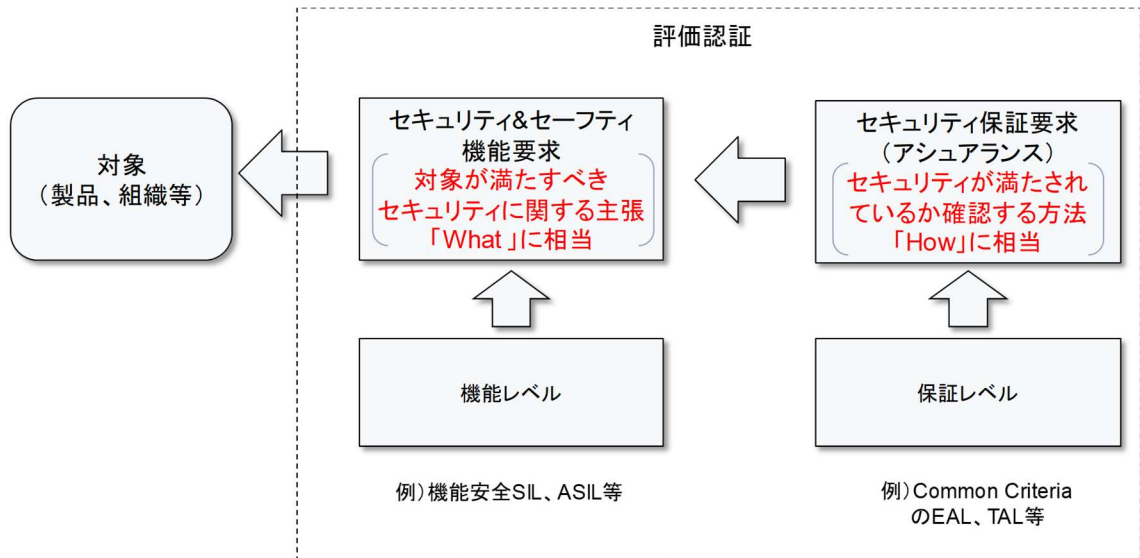 評価認証
対象
（製品、組織等）
セキュリティ&セーフティ
機能要求
対象が満たすべき
セキュリティに関する主張
「What」に相当
セキュリティ保証要求
（アシュアランス）
セキュリティが満たされ
ているか確認する方法
「How」に相当
機能レベル
保証レベル
例）機能安全SIL、ASIL等
例）Common Criteria
のEAL、TAL等